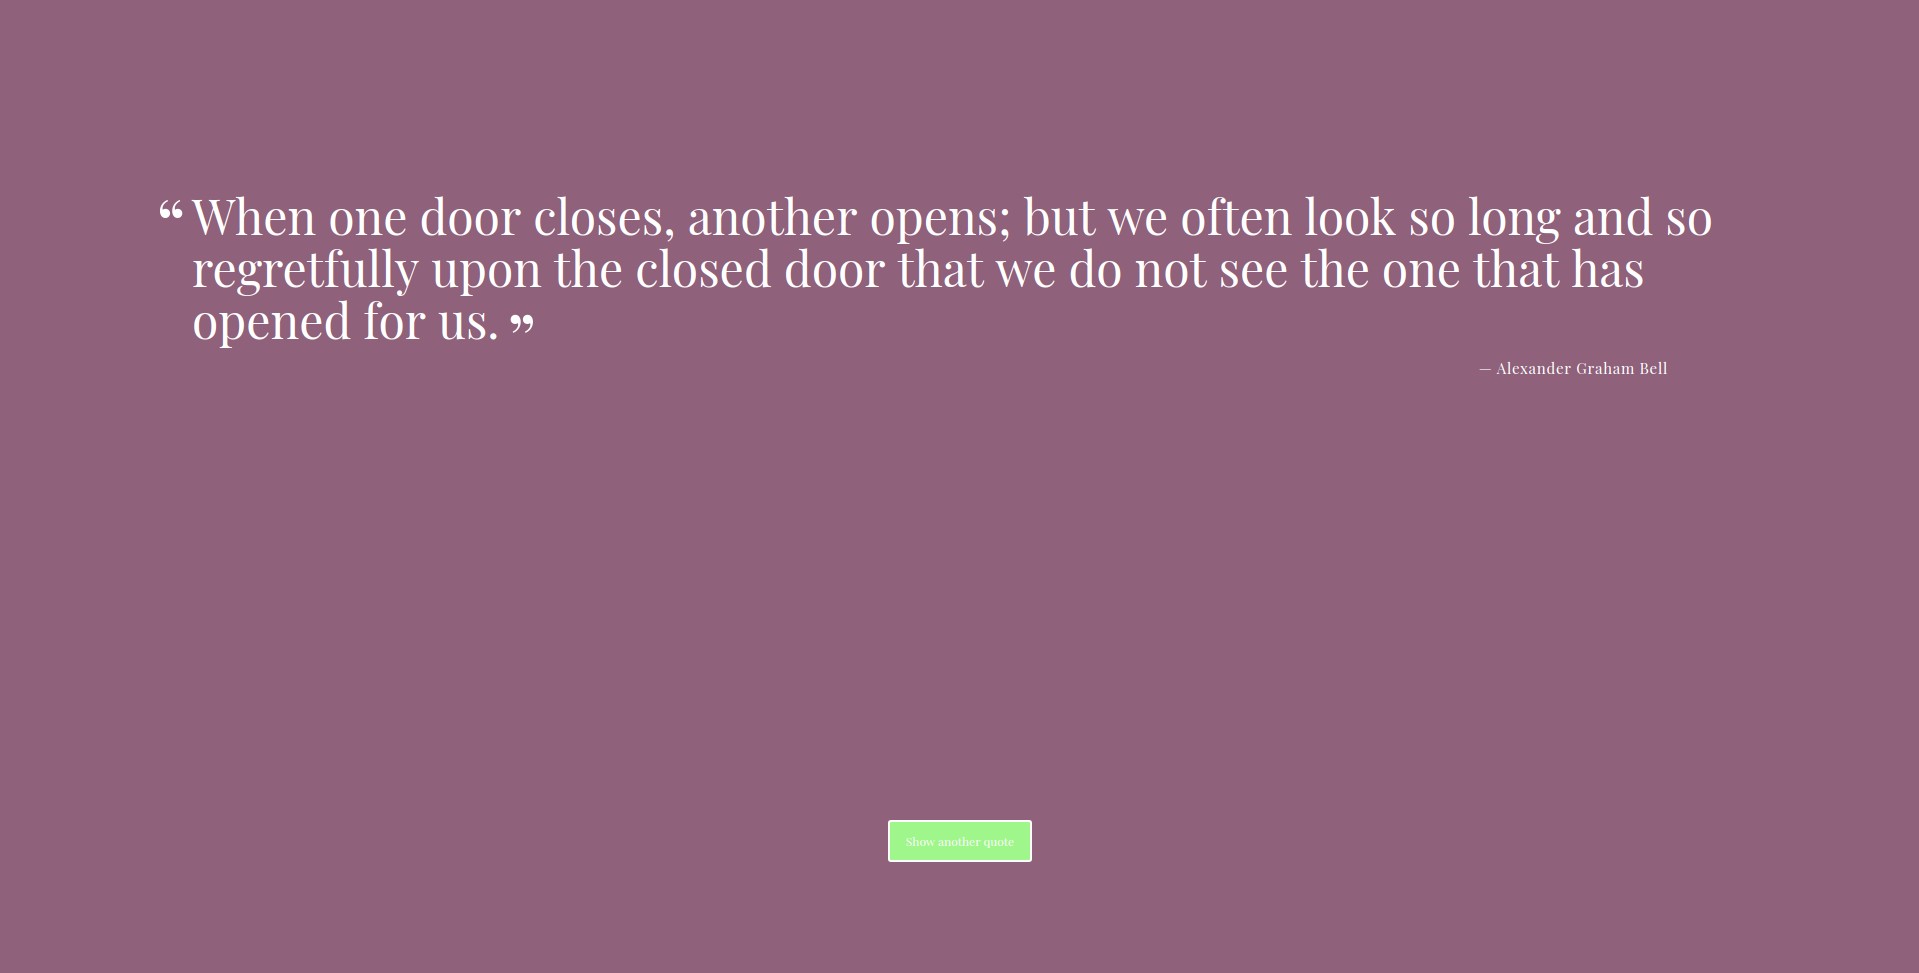 “ When one door closes, another opens; but we often look so long and so
regretfully upon the closed door that we do not see the one that has
opened for us. ”
— Alexander Graham Bell
Show another quote